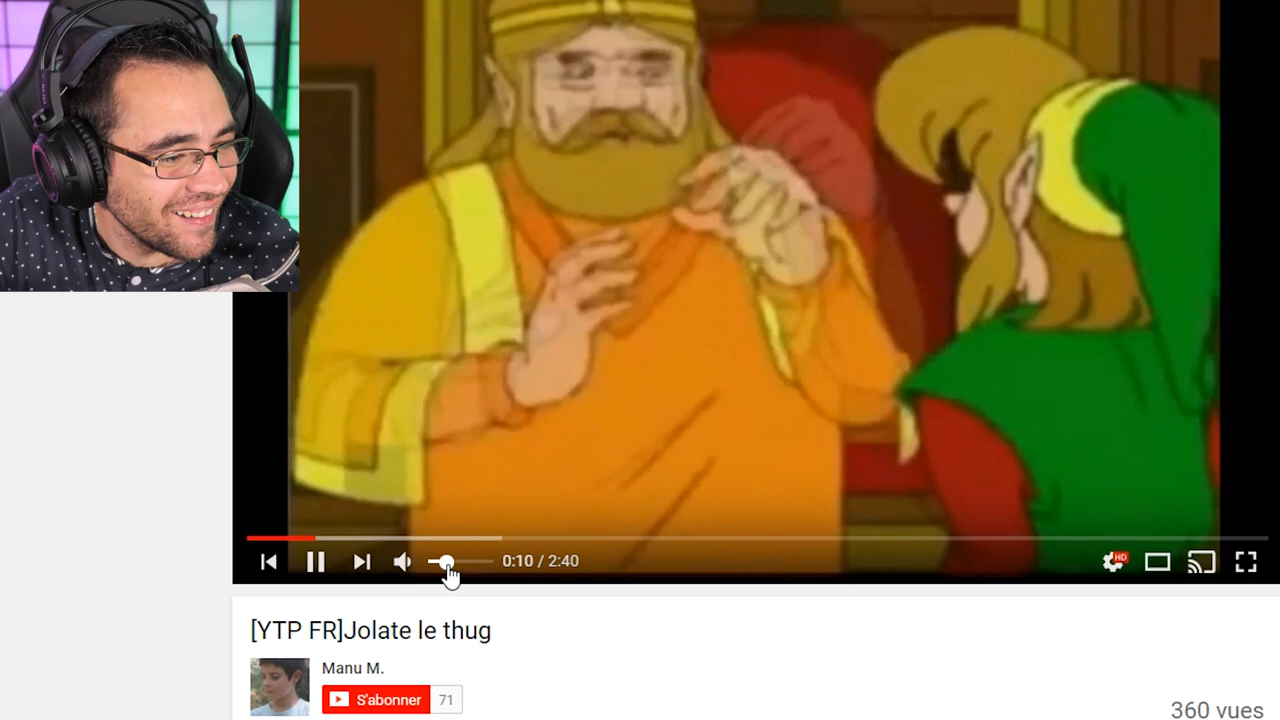 0:10 / 2:40
HD
[YTP FR]Jolate le thug
Manu M.
S'abonner 71
360 vues